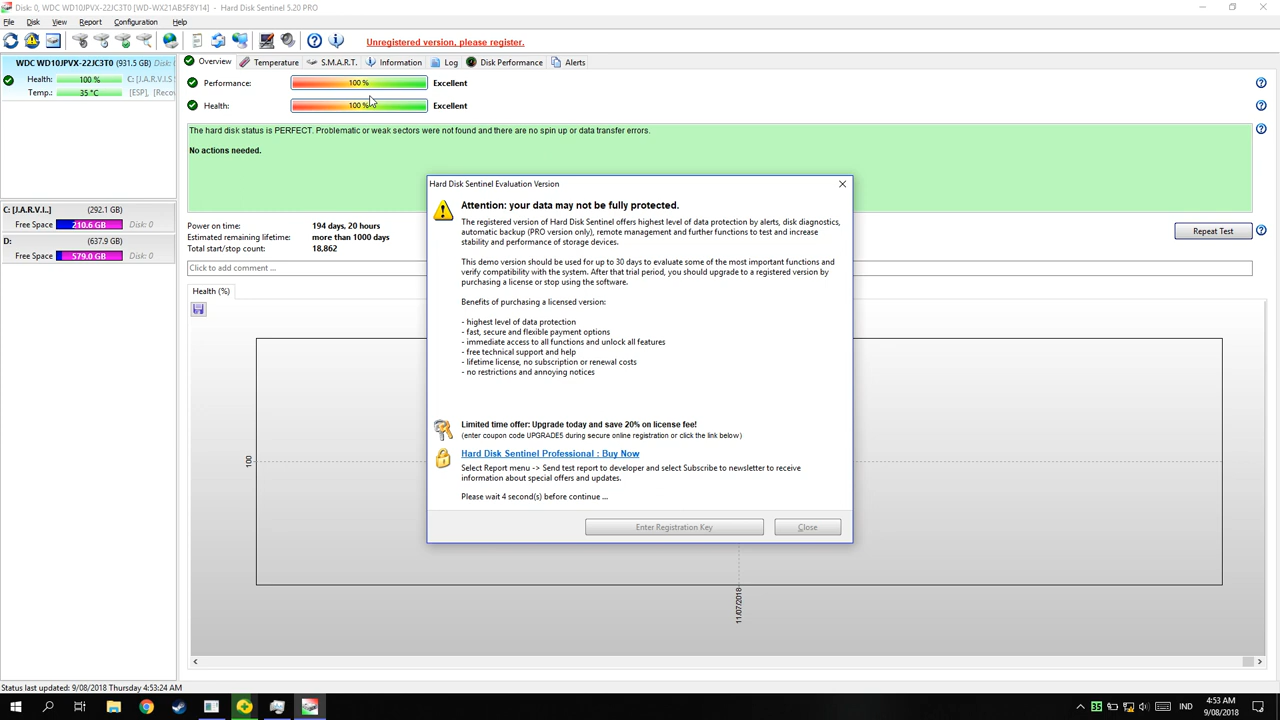 Disk: 0, WDC WD10JPVX-22JC3T0 [WD-WX21AB5F8Y14] - Hard Disk Sentinel 5.20 PRO
File Disk View Report Configuration Help
Unregistered version, please register.
WDC WD10JPVX-22JC3T0 (931.5 GB) Disk:
Health: 100 % C: [J.A.R.V.I.S
Temp.: 35 °C [ESP], [Reco
C: [J.A.R.V.I..] (292.1 GB)
Free Space 210.6 GB Disk: 0
D: (637.9 GB)
Free Space 579.0 GB Disk: 0
Overview Temperature S.M.A.R.T. Information Log Disk Performance Alerts
Performance: 100 % Excellent
Health: 100 % Excellent
The hard disk status is PERFECT. Problematic or weak sectors were not found and there are no spin up or data transfer errors.
No actions needed.
Power on time: 194 days, 20 hours
Estimated remaining lifetime: more than 1000 days
Total start/stop count: 18,862
Repeat Test
Click to add comment ...
Health (%)
100
11/07/2018
Hard Disk Sentinel Evaluation Version
Attention: your data may not be fully protected.
The registered version of Hard Disk Sentinel offers highest level of data protection by alerts, disk diagnostics,
automatic backup (PRO version only), remote management and further functions to test and increase
stability and performance of storage devices.
This demo version should be used for up to 30 days to evaluate some of the most important functions and
verify compatibility with the system. After that trial period, you should upgrade to a registered version by
purchasing a license or stop using the software.
Benefits of purchasing a licensed version:
- highest level of data protection
- fast, secure and flexible payment options
- immediate access to all functions and unlock all features
- free technical support and help
- lifetime license, no subscription or renewal costs
- no restrictions and annoying notices
Limited time offer: Upgrade today and save 20% on license fee!
(enter coupon code UPGRADE5 during secure online registration or click the link below)
Hard Disk Sentinel Professional : Buy Now
Select Report menu -> Send test report to developer and select Subscribe to newsletter to receive
information about special offers and updates.
Please wait 4 second(s) before continue ...
Enter Registration Key Close
Status last updated: 9/08/2018 Thursday 4:53:24 AM
35 IND 4:53 AM
9/08/2018